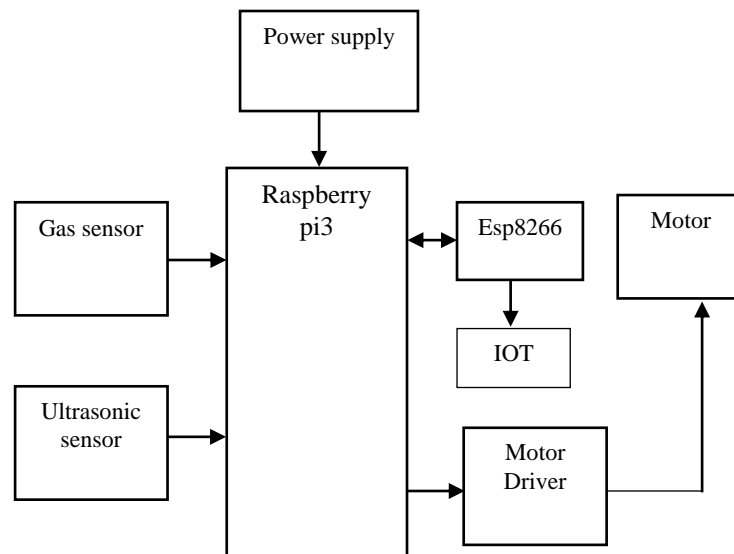 Power supply
Raspberry
pi3
Gas sensor
Esp8266
Motor
IOT
Ultrasonic
sensor
Motor
Driver